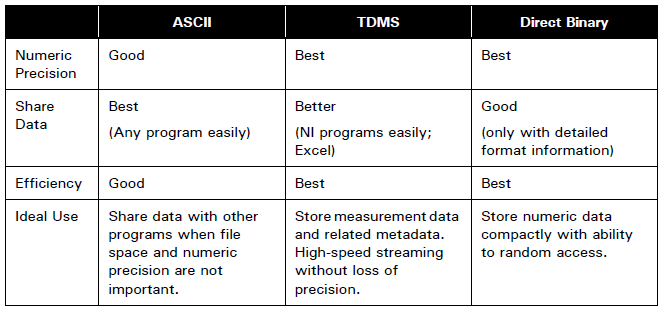 ASCII TDMS Direct Binary
Numeric Precision Good Best Best
Share Data Best Better Good
(Any program easily) (NI programs easily; Excel) (only with detailed format information)
Efficiency Good Best Best
Ideal Use Share data with other programs when file space and numeric precision are not important. Store measurement data and related metadata. High-speed streaming without loss of precision. Store numeric data compactly with ability to random access.